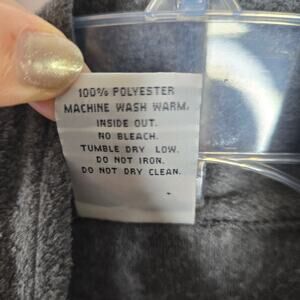 100% POLYESTER
MACHINE WASH WARM,
INSIDE OUT.
NO BLEACH.
TUMBLE DRY LOW.
DO NOT IRON.
DO NOT DRY CLEAN.